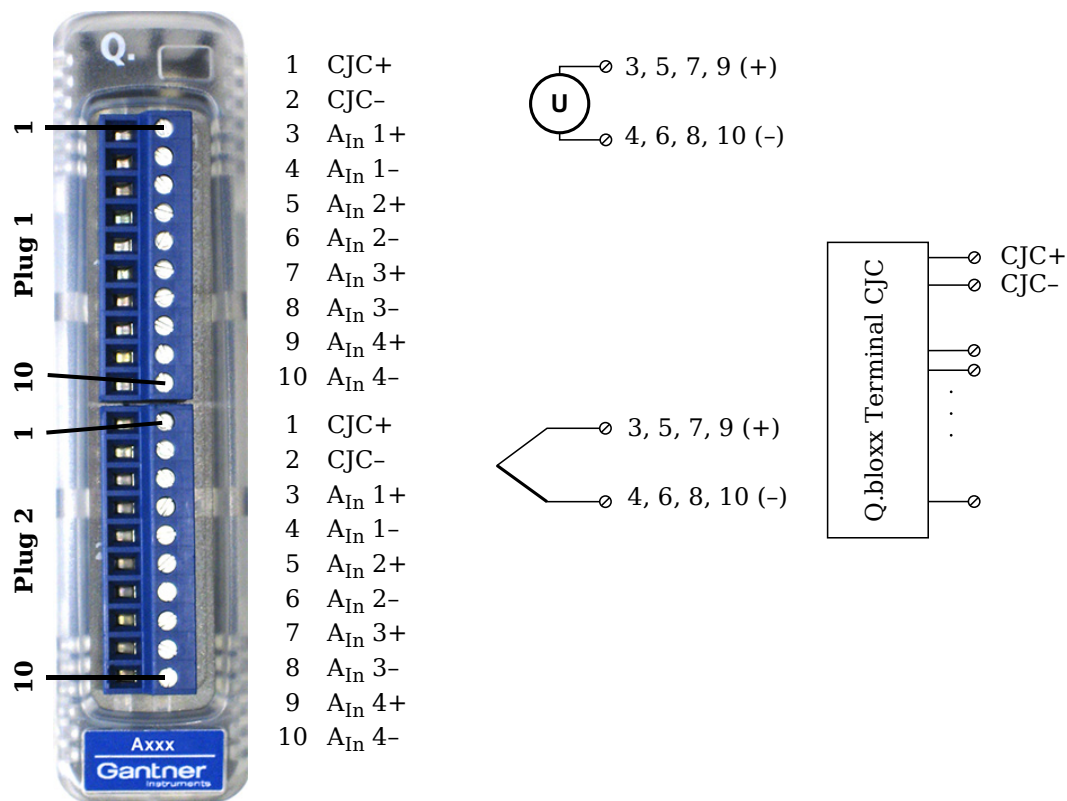 Q.
1
Plug 1
10
1
Plug 2
10
Axxx
Gantner
instruments
1 CJC+
2 CJC–
3 AIn 1+
4 AIn 1–
5 AIn 2+
6 AIn 2–
7 AIn 3+
8 AIn 3–
9 AIn 4+
10 AIn 4–
1 CJC+
2 CJC–
3 AIn 1+
4 AIn 1–
5 AIn 2+
6 AIn 2–
7 AIn 3+
8 AIn 3–
9 AIn 4+
10 AIn 4–
U
3, 5, 7, 9 (+)
4, 6, 8, 10 (–)
3, 5, 7, 9 (+)
4, 6, 8, 10 (–)
Q.bloxx Terminal CJC
CJC+
CJC–